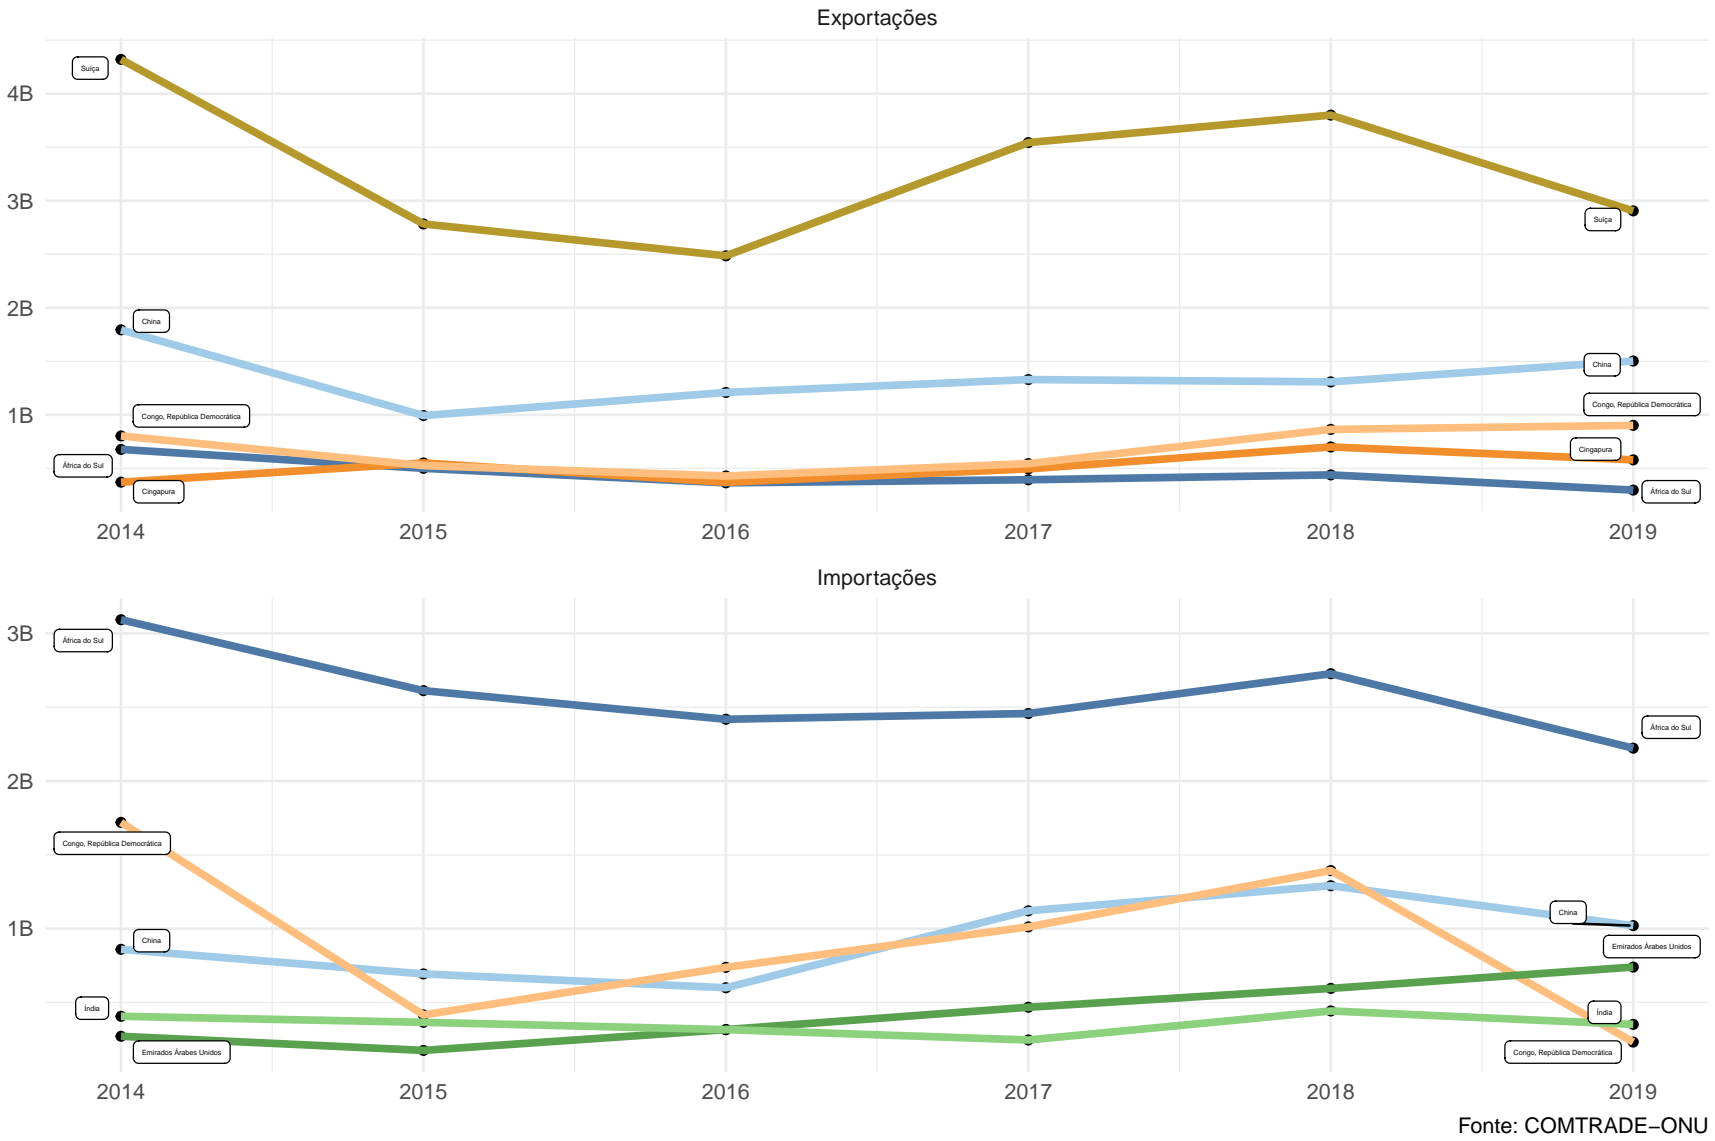 Exportações
Suíça
4B
3B
Suíça
2B
China
China
Congo, República Democrática
Congo, República Democrática
1B
Cingapura
África do Sul
Cingapura
África do Sul
2014 2015 2016 2017 2018 2019
Importações
3B
África do Sul
África do Sul
2B
Congo, República Democrática
China
1B
China
Emirados Árabes Unidos
Índia
Índia
Emirados Árabes Unidos
Congo, República Democrática
2014 2015 2016 2017 2018 2019
Fonte: COMTRADE−ONU